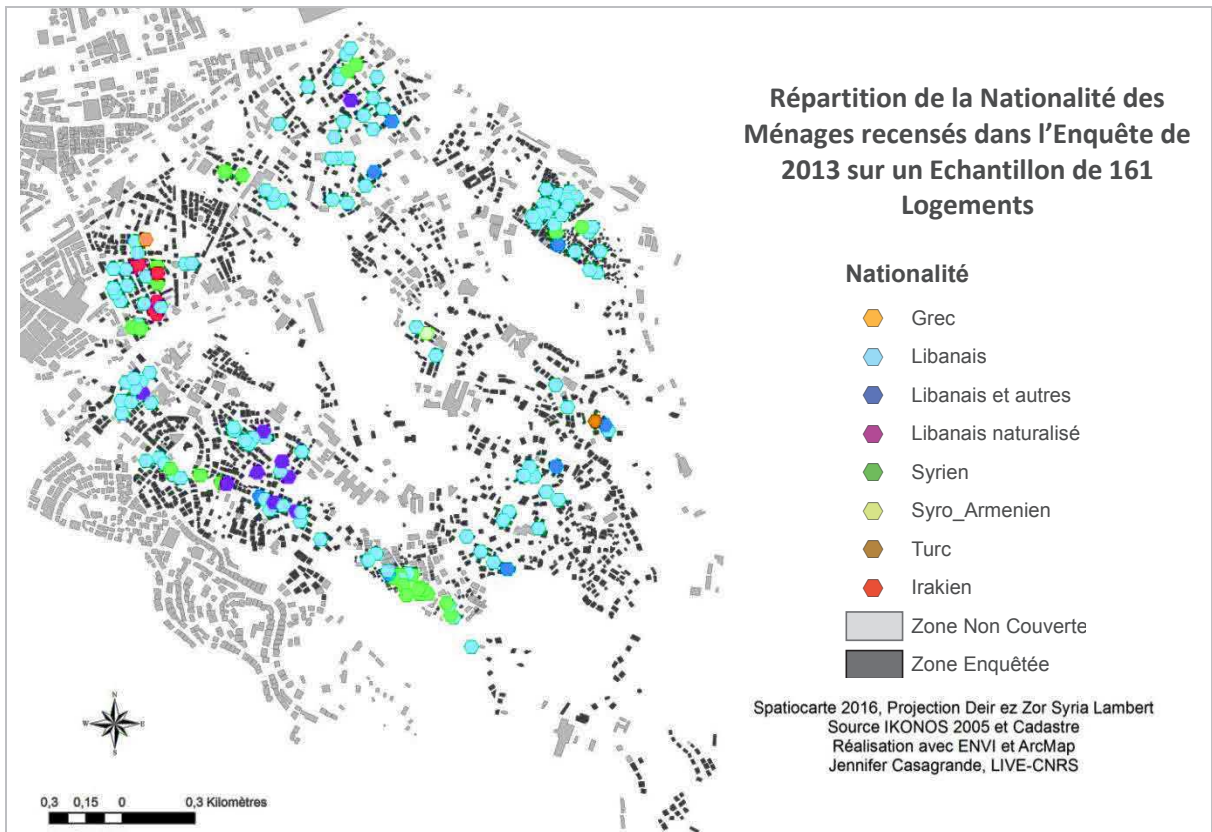 Répartition de la Nationalité des
Ménages recensés dans l'Enquête de
2013 sur un Echantillon de 161
Logements
Nationalité
Grec
Libanais
Libanais et autres
Libanais naturalisé
Syrien
Syro_Armenien
Turc
Irakien
Zone Non Couverte
Zone Enquêtée
Spatiocarte 2016, Projection Deir ez Zor Syria Lambert
Source IKONOS 2005 et Cadastre
Réalisation avec ENVI et ArcMap
Jennifer Casagrande, LIVE-CNRS
N
W E
S
0,3 0,15 0 0,3 Kilomètres